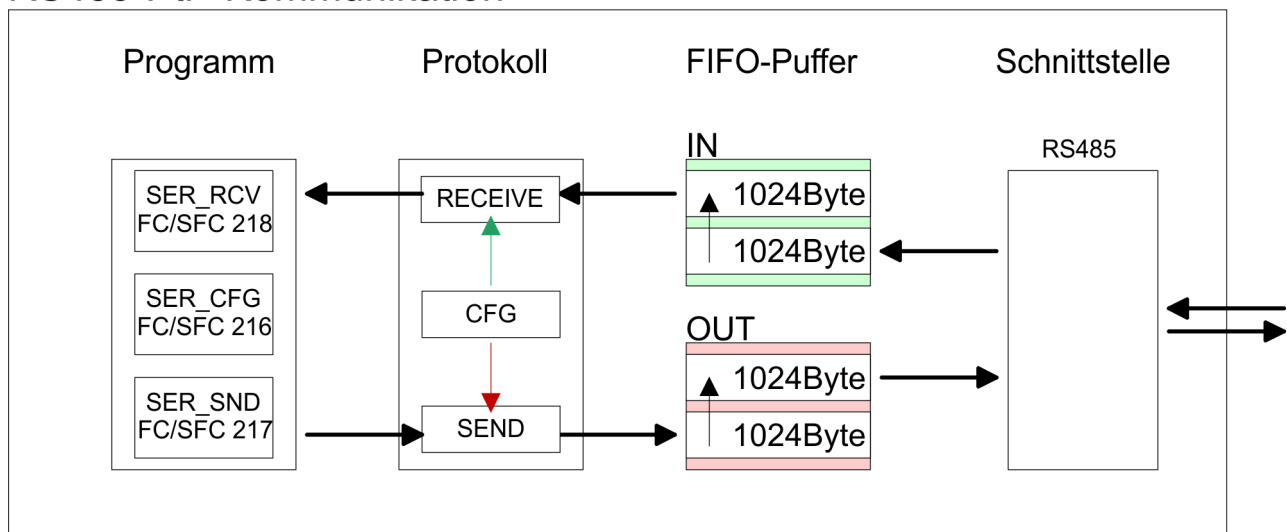 Programm
Protokoll
FIFO-Puffer
Schnittstelle
IN
RS485
SER_RCV
FC/SFC 218
RECEIVE
1024Byte
1024Byte
SER_CFG
FC/SFC 216
CFG
OUT
1024Byte
SER_SND
FC/SFC 217
SEND
1024Byte